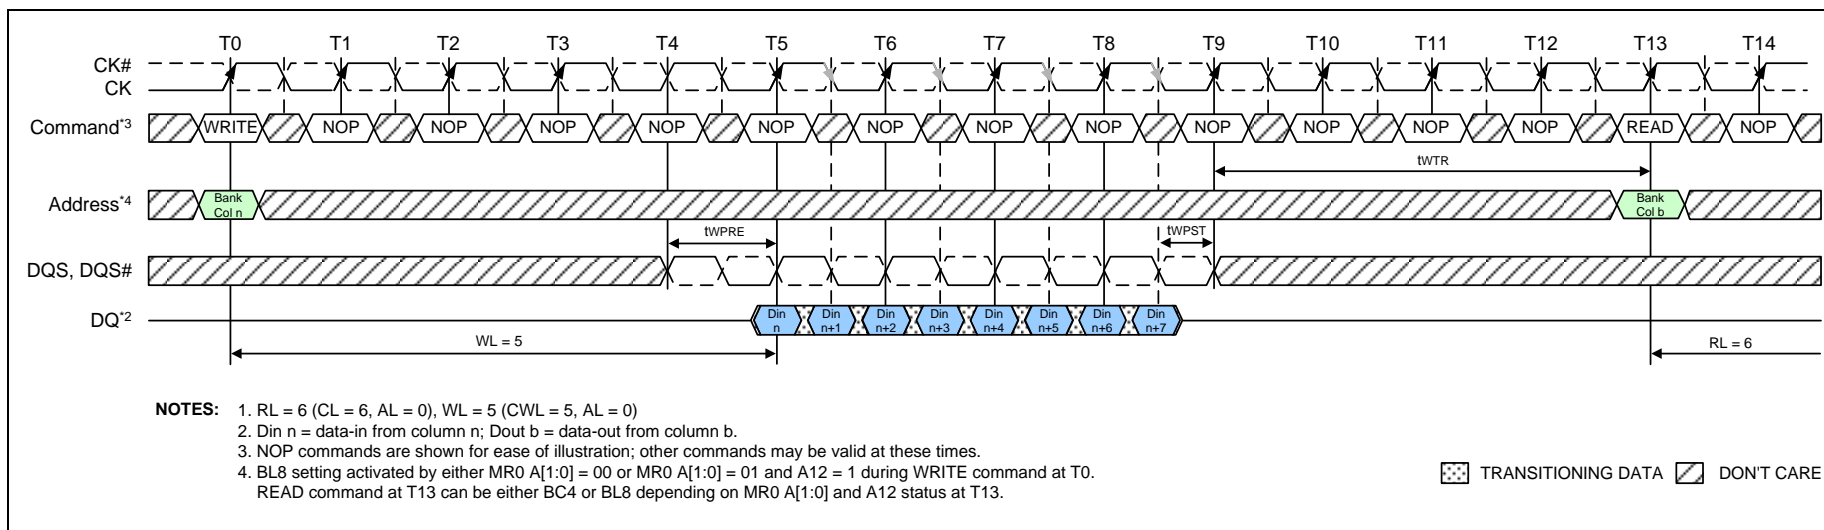 T0 T1 T2 T3 T4 T5 T6 T7 T8 T9 T10 T11 T12 T13 T14
CK#
CK
Command*3 WRITE NOP NOP NOP NOP NOP NOP NOP NOP NOP NOP NOP NOP READ NOP
tWTR
Address*4 Bank Col n Bank Col b
tWPRE tWPST
DQS, DQS#
DQ*2 Din n Din n+1 Din n+2 Din n+3 Din n+4 Din n+5 Din n+6 Din n+7
WL = 5 RL = 6
NOTES: 1. RL = 6 (CL = 6, AL = 0), WL = 5 (CWL = 5, AL = 0)
2. Din n = data-in from column n; Dout b = data-out from column b.
3. NOP commands are shown for ease of illustration; other commands may be valid at these times.
4. BL8 setting activated by either MR0 A[1:0] = 00 or MR0 A[1:0] = 01 and A12 = 1 during WRITE command at T0.
READ command at T13 can be either BC4 or BL8 depending on MR0 A[1:0] and A12 status at T13.
TRANSITIONING DATA DON'T CARE